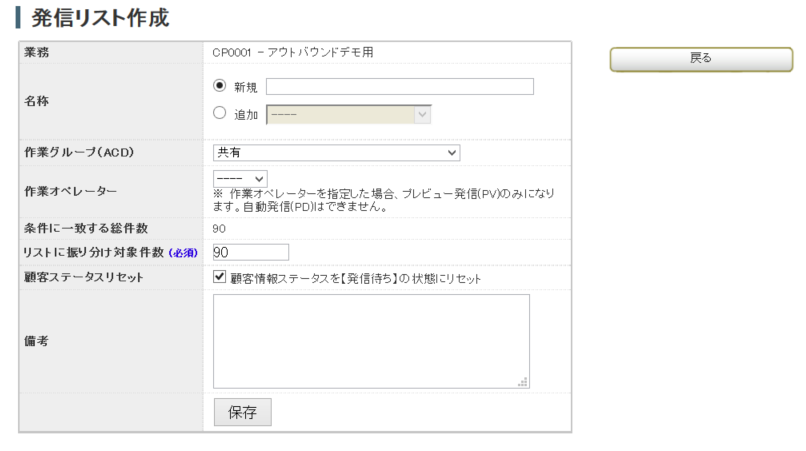 発信リスト作成
業務 CP0001 - アウトバウンドデモ用
戻る
名称
新規
追加 ----
作業グループ(ACD) 共有
作業オペレーター ----
※ 作業オペレーターを指定した場合、プレビュー発信(PV)のみになり
ます。自動発信(PD)はできません。
条件に一致する総件数 90
リストに振り分け対象件数 (必須) 90
顧客ステータスリセット 顧客情報ステータスを【発信待ち】の状態にリセット
備考
保存